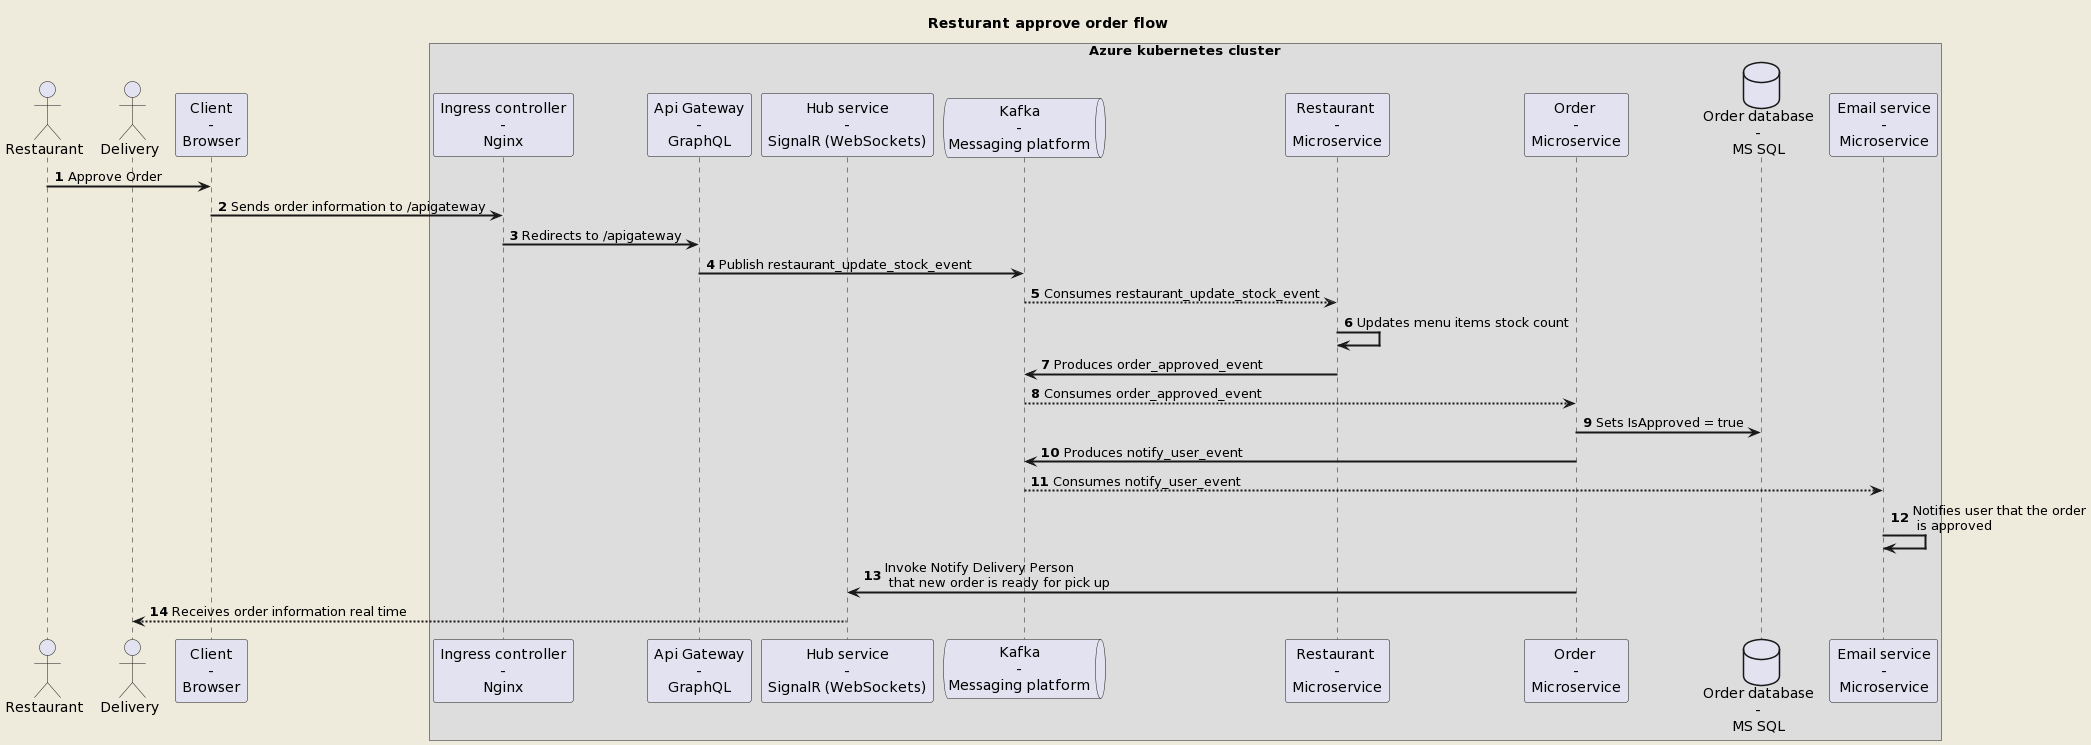 Resturant approve order flow
Azure kubernetes cluster
Restaurant
Delivery
Client
-
Browser
Ingress controller
-
Nginx
Api Gateway
-
GraphQL
Hub service
-
SignalR (WebSockets)
Kafka
-
Messaging platform
Restaurant
-
Microservice
Order
-
Microservice
Order database
-
MS SQL
Email service
-
Microservice
1 Approve Order
2 Sends order information to /apigateway
3 Redirects to /apigateway
4 Publish restaurant_update_stock_event
5 Consumes restaurant_update_stock_event
6 Updates menu items stock count
7 Produces order_approved_event
8 Consumes order_approved_event
9 Sets IsApproved = true
10 Produces notify_user_event
11 Consumes notify_user_event
12 Notifies user that the order
is approved
13 Invoke Notify Delivery Person
that new order is ready for pick up
14 Receives order information real time
Restaurant
Delivery
Client
-
Browser
Ingress controller
-
Nginx
Api Gateway
-
GraphQL
Hub service
-
SignalR (WebSockets)
Kafka
-
Messaging platform
Restaurant
-
Microservice
Order
-
Microservice
Order database
-
MS SQL
Email service
-
Microservice